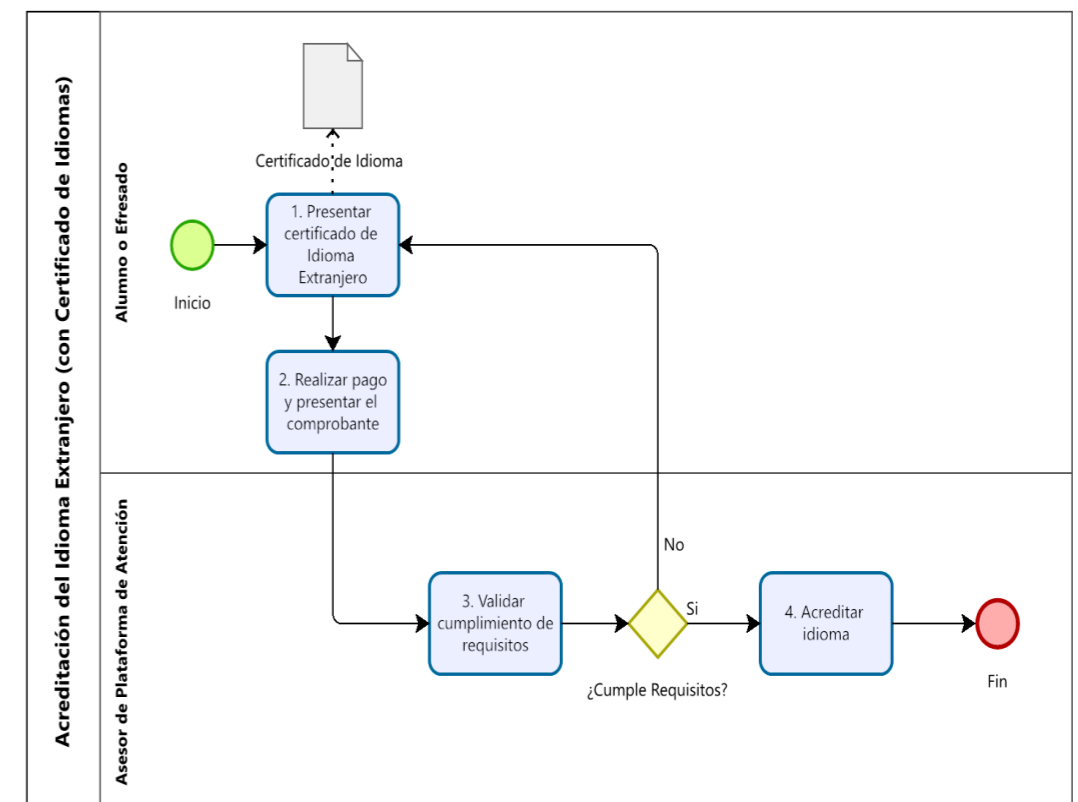 Acreditación del Idioma Extranjero (con Certificado de Idiomas)
Alumno o Efresado
Certificado de Idioma
Inicio
1. Presentar
certificado de
Idioma
Extranjero
2. Realizar pago
y presentar el
comprobante
Asesor de Plataforma de Atención
3. Validar
cumplimiento de
requisitos
No
Si
¿Cumple Requisitos?
4. Acreditar
idioma
Fin